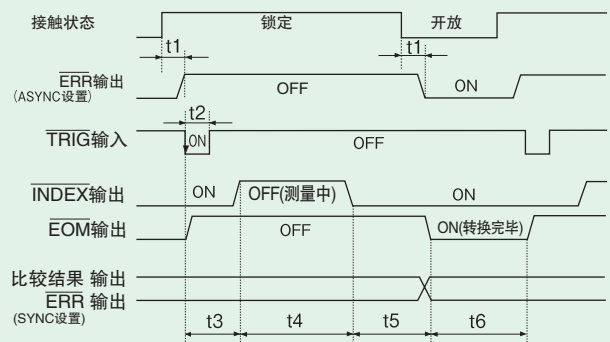 接触状态 锁定 开放
t1 t1
ERR输出 OFF ON
(ASYNC设置)
t2
TRIG输入 ON OFF
INDEX输出 ON OFF(测量中) ON
EOM输出 OFF ON(转换完毕)
比较结果 输出
ERR 输出
(SYNC设置)
t3 t4 t5 t6